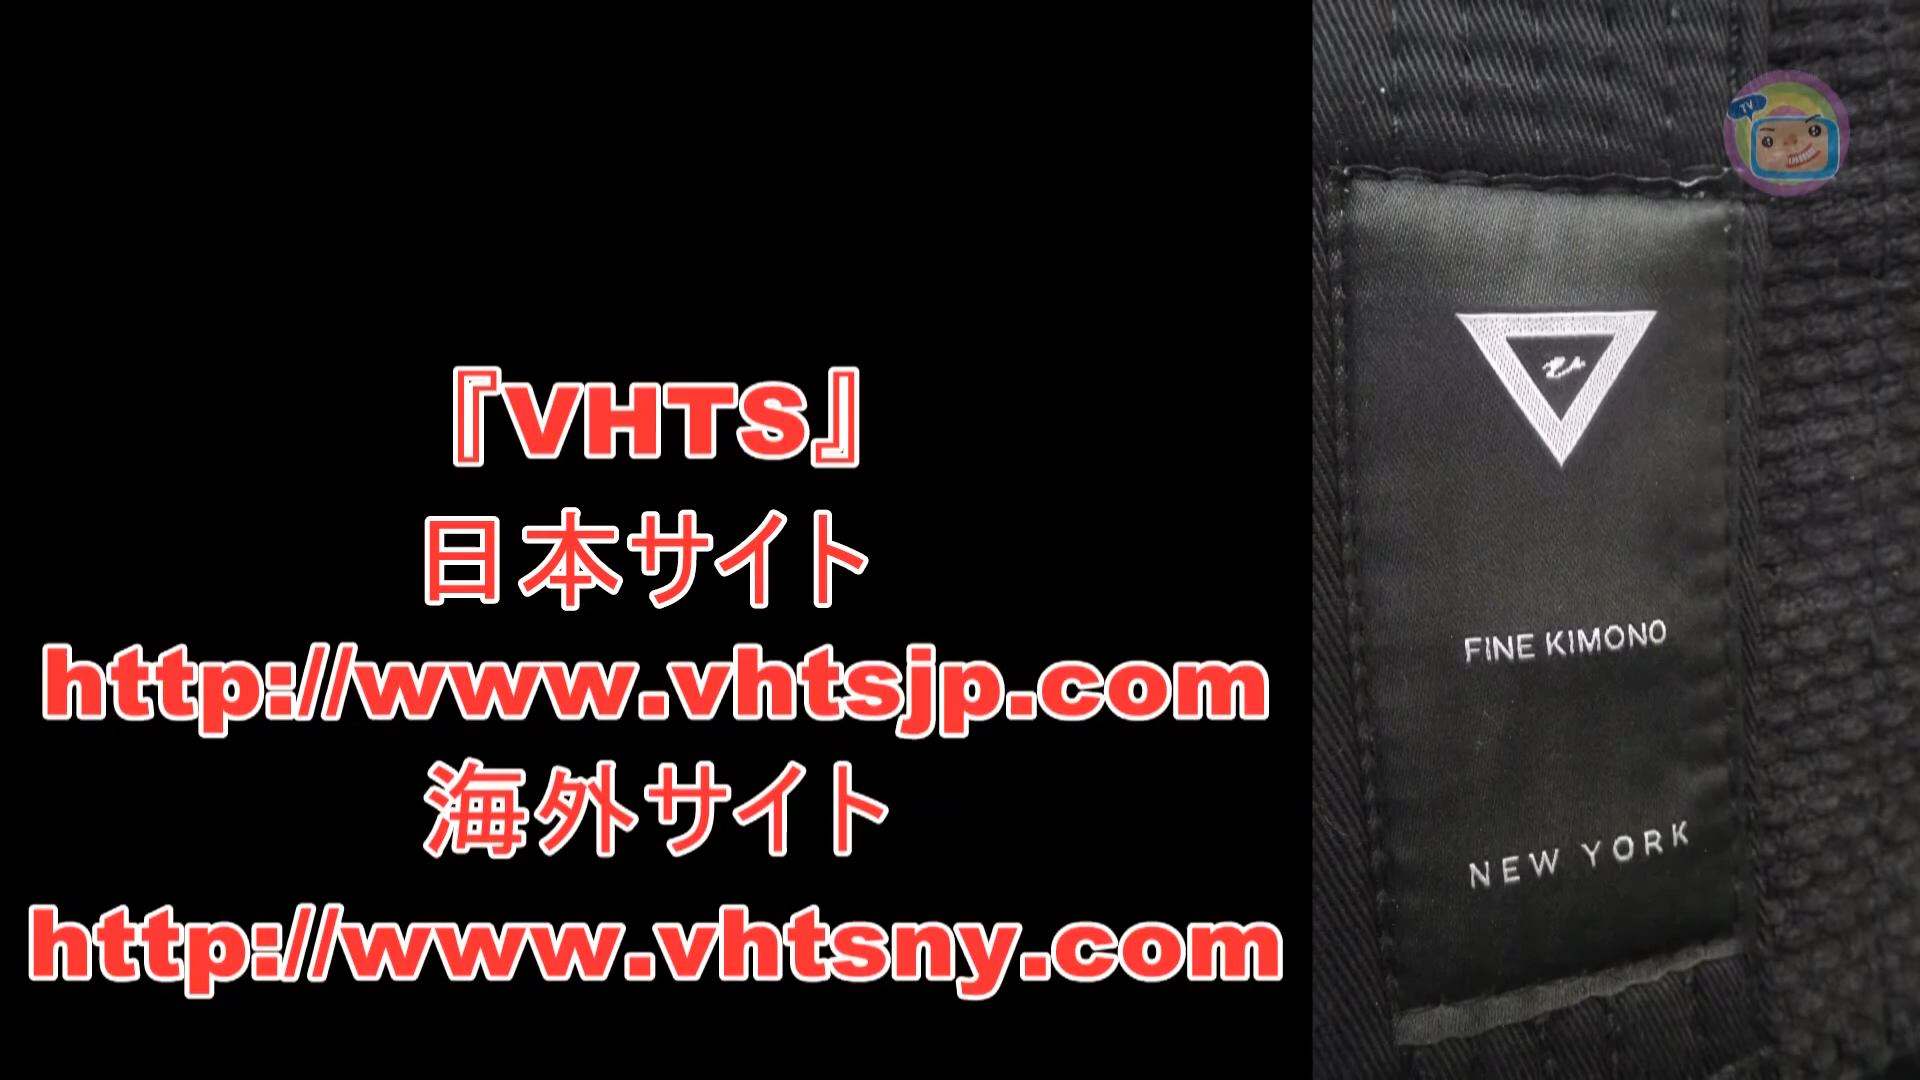 『VHTS』
日本サイト
http://www.vhtsjp.com
海外サイト
http://www.vhtsny.com
TV
FINE KIMONO
NEW YORK